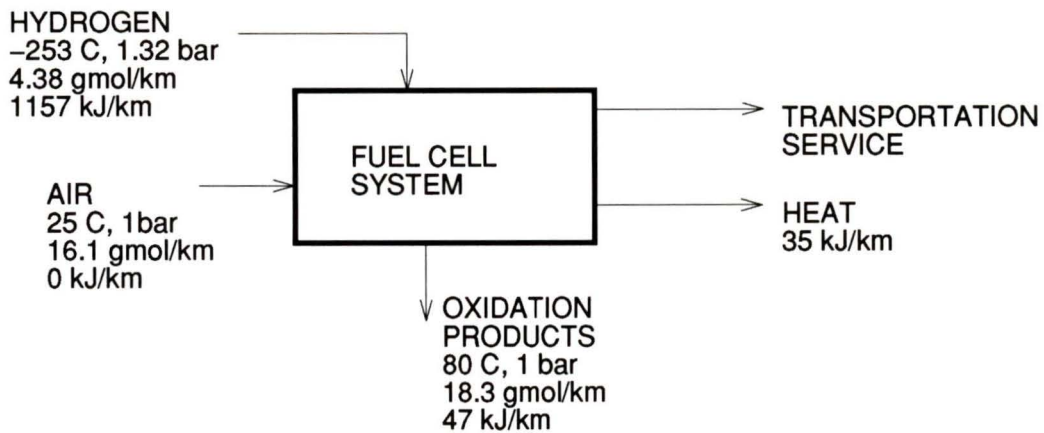 HYDROGEN
–253 C, 1.32 bar
4.38 gmol/km
1157 kJ/km
AIR
25 C, 1bar
16.1 gmol/km
0 kJ/km
FUEL CELL
SYSTEM
TRANSPORTATION
SERVICE
HEAT
35 kJ/km
OXIDATION
PRODUCTS
80 C, 1 bar
18.3 gmol/km
47 kJ/km